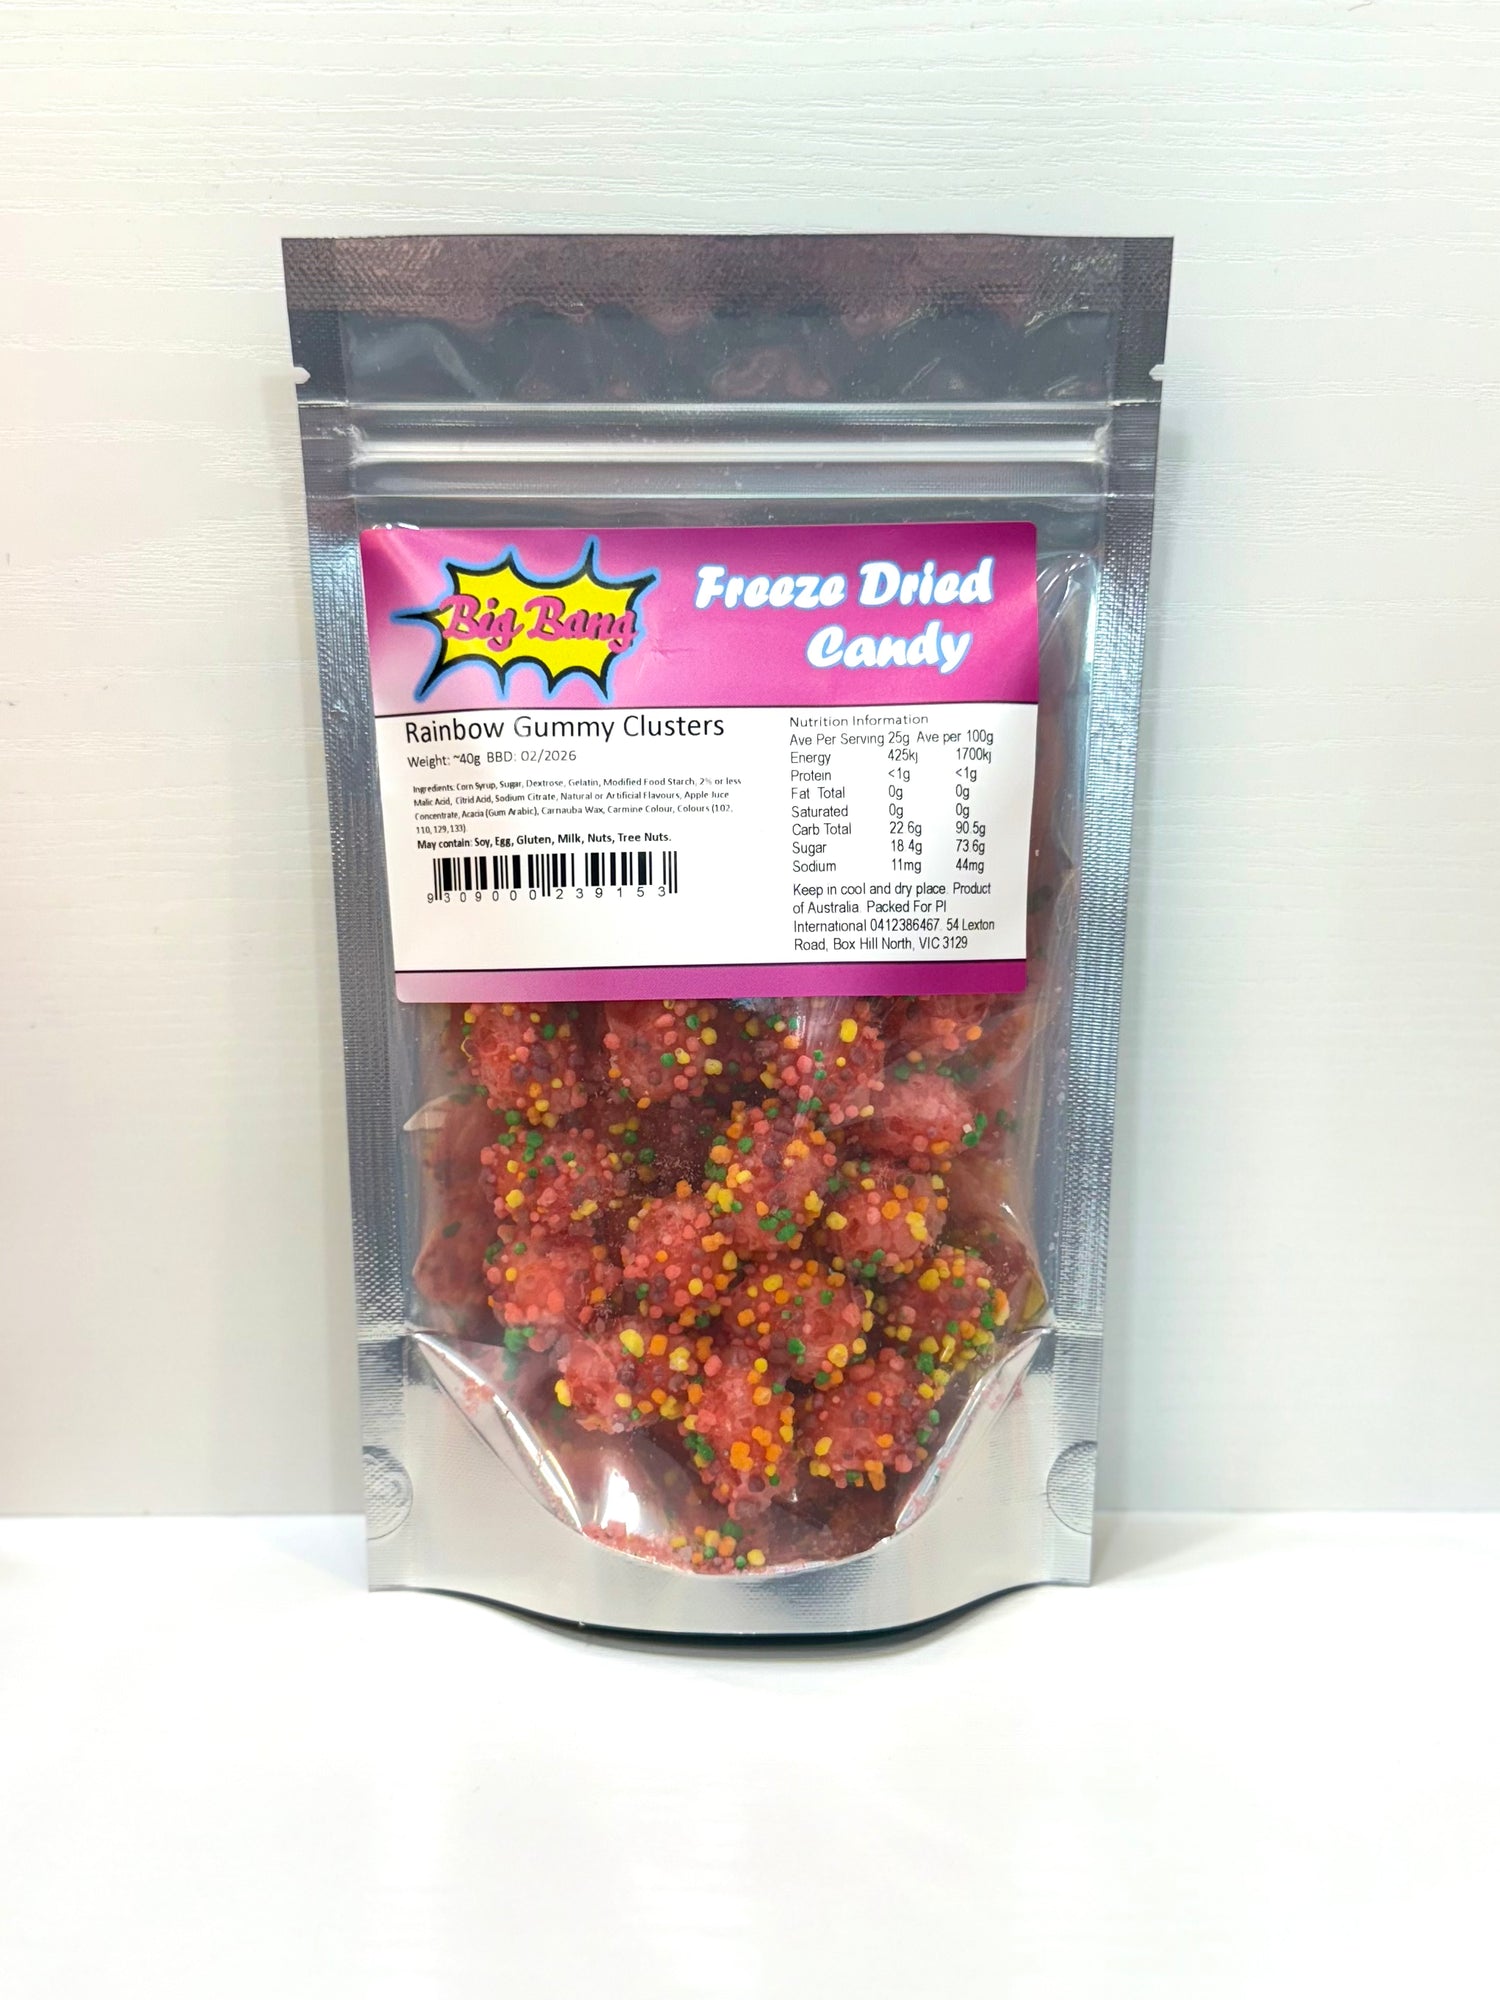 Big Bang
Freeze Dried
Candy
Rainbow Gummy Clusters
Weight: ~40g BBD: 02/2026
Ingredients: Corn Syrup, Sugar, Dextrose, Gelatin, Modified Food Starch, 2% or less
Malic Acid, Citrid Acid, Sodium Citrate, Natural or Artificial Flavours, Apple Juce
Concentrate, Acacia (Gum Arabic), Carnauba Wax, Carmine Colour, Colours (102,
110, 129, 133)
May contain: Soy, Egg, Gluten, Milk, Nuts, Tree Nuts.
9 309000 239153
Nutrition Information
Ave Per Serving 25g Ave per 100g
Energy 425kj 1700kj
Protein <1g <1g
Fat Total 0g 0g
Saturated 0g 0g
Carb Total 22.6g 90.5g
Sugar 18.4g 73.6g
Sodium 11mg 44mg
Keep in cool and dry place. Product
of Australia. Packed For PI
International 0412386467. 54 Lexton
Road, Box Hill North, VIC 3129